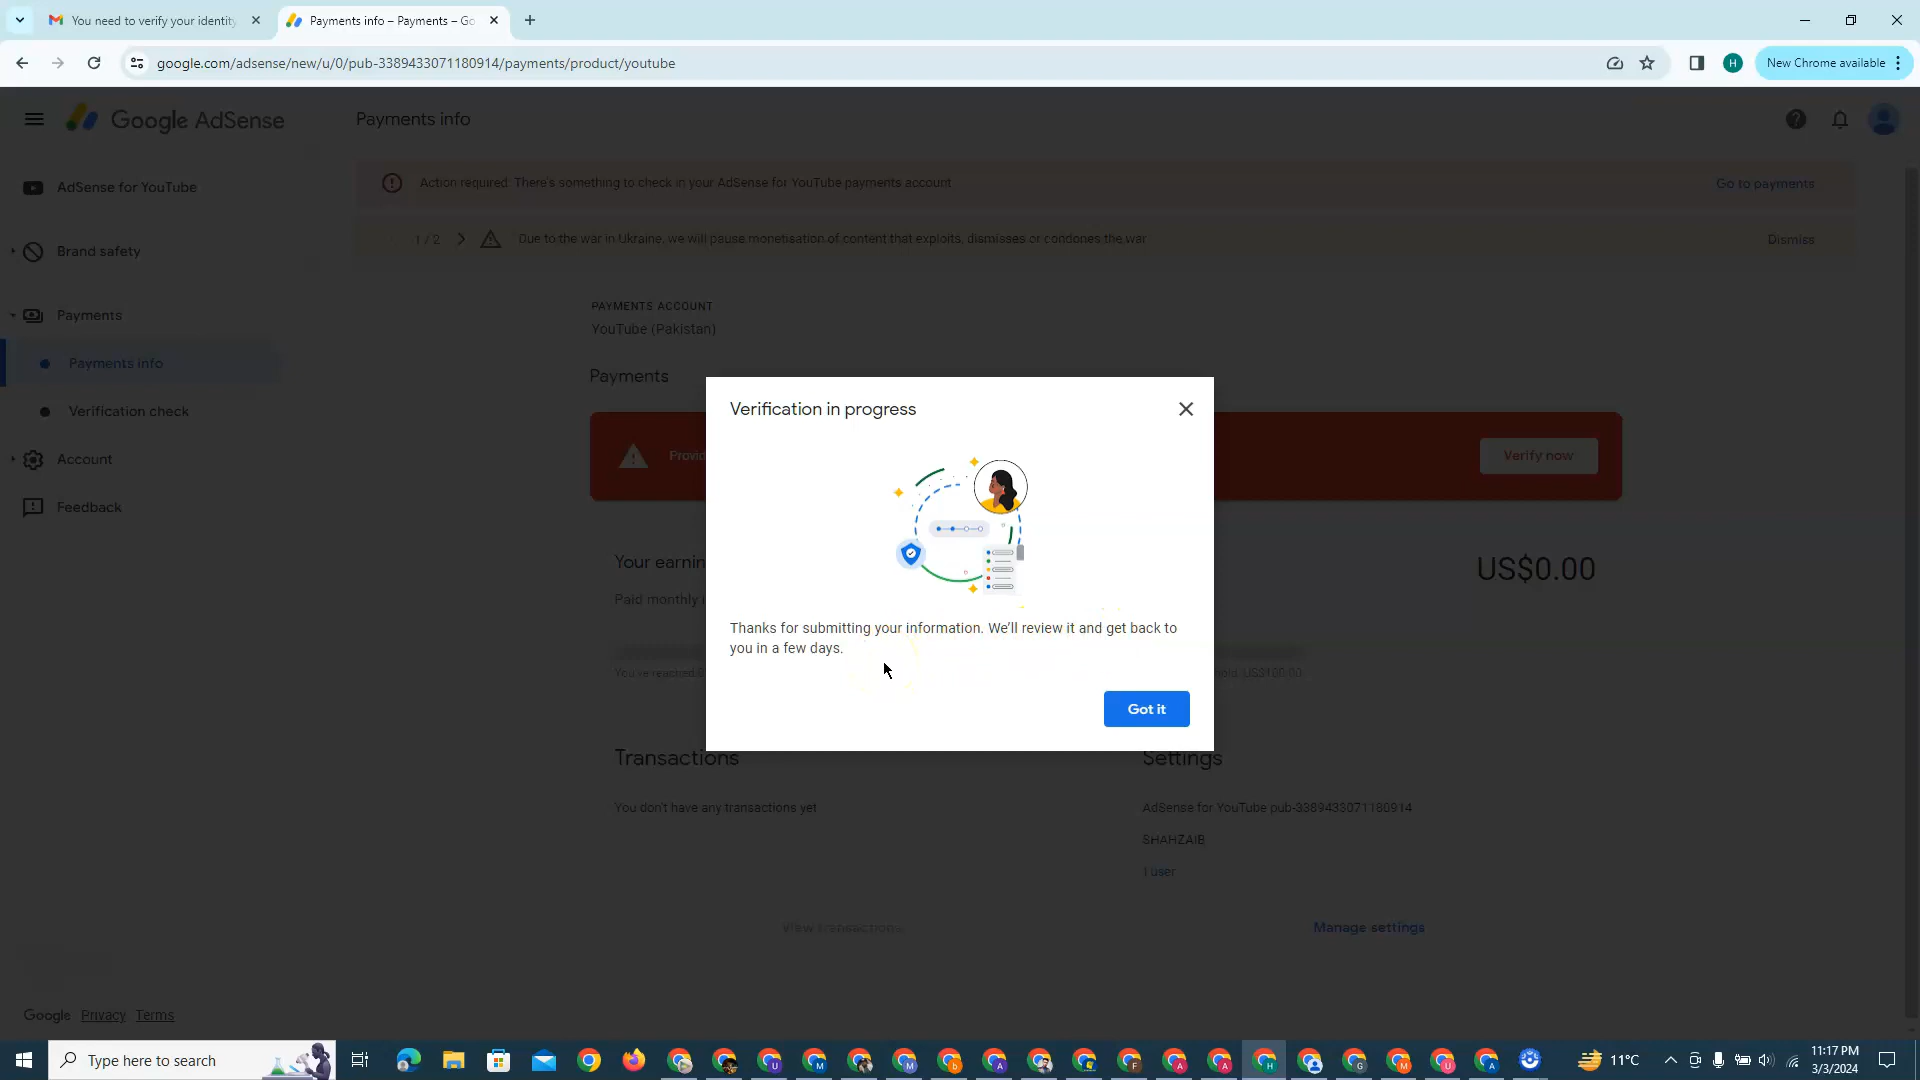 You need to verify your identity
Payments info – Payments – Go
google.com/adsense/new/u/0/pub-3389433071180914/payments/product/youtube
H
New Chrome available
Google AdSense
Payments info
Action required: There's something to check in your AdSense for YouTube payments account
Go to payments
1 / 2
Due to the war in Ukraine, we will pause monetisation of content that exploits, dismisses or condones the war
Dismiss
AdSense for YouTube
Brand safety
Payments
Payments info
Verification check
Account
Feedback
PAYMENTS ACCOUNT
YouTube (Pakistan)
Payments
Provid
Verify now
Your earnin
US$0.00
Paid monthly
You've reached
US$100.00
Verification in progress
Thanks for submitting your information. We'll review it and get back to
you in a few days.
Got it
Transactions
You don't have any transactions yet
View transactions
Settings
AdSense for YouTube pub-3389433071180914
SHAHZAIB
1 user
Manage settings
Google Privacy Terms
Type here to search
11°C
11:17 PM
3/3/2024